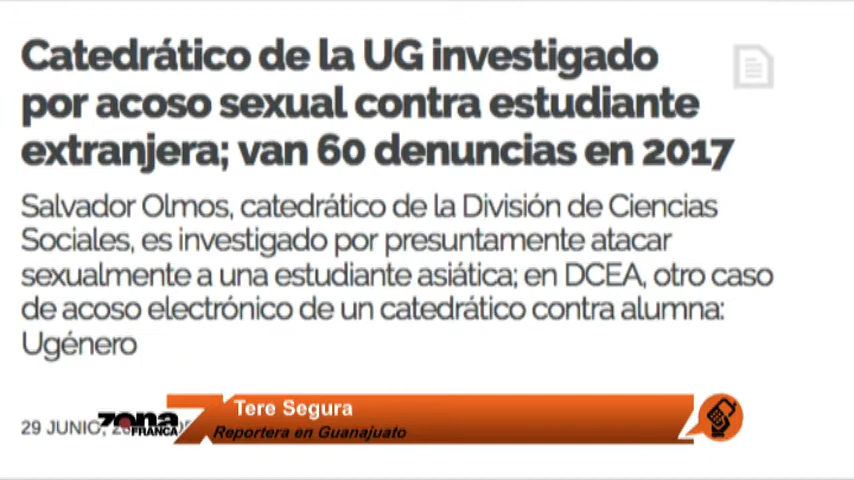 Catedrático de la UG investigado
por acoso sexual contra estudiante
extranjera; van 60 denuncias en 2017
Salvador Olmos, catedrático de la División de Ciencias
Sociales, es investigado por presuntamente atacar
sexualmente a una estudiante asiática; en DCEA, otro caso
de acoso electrónico de un catedrático contra alumna:
Ugénero
Tere Segura
29 JUNIO,
zona
FRANCA
Reportera en Guanajuato